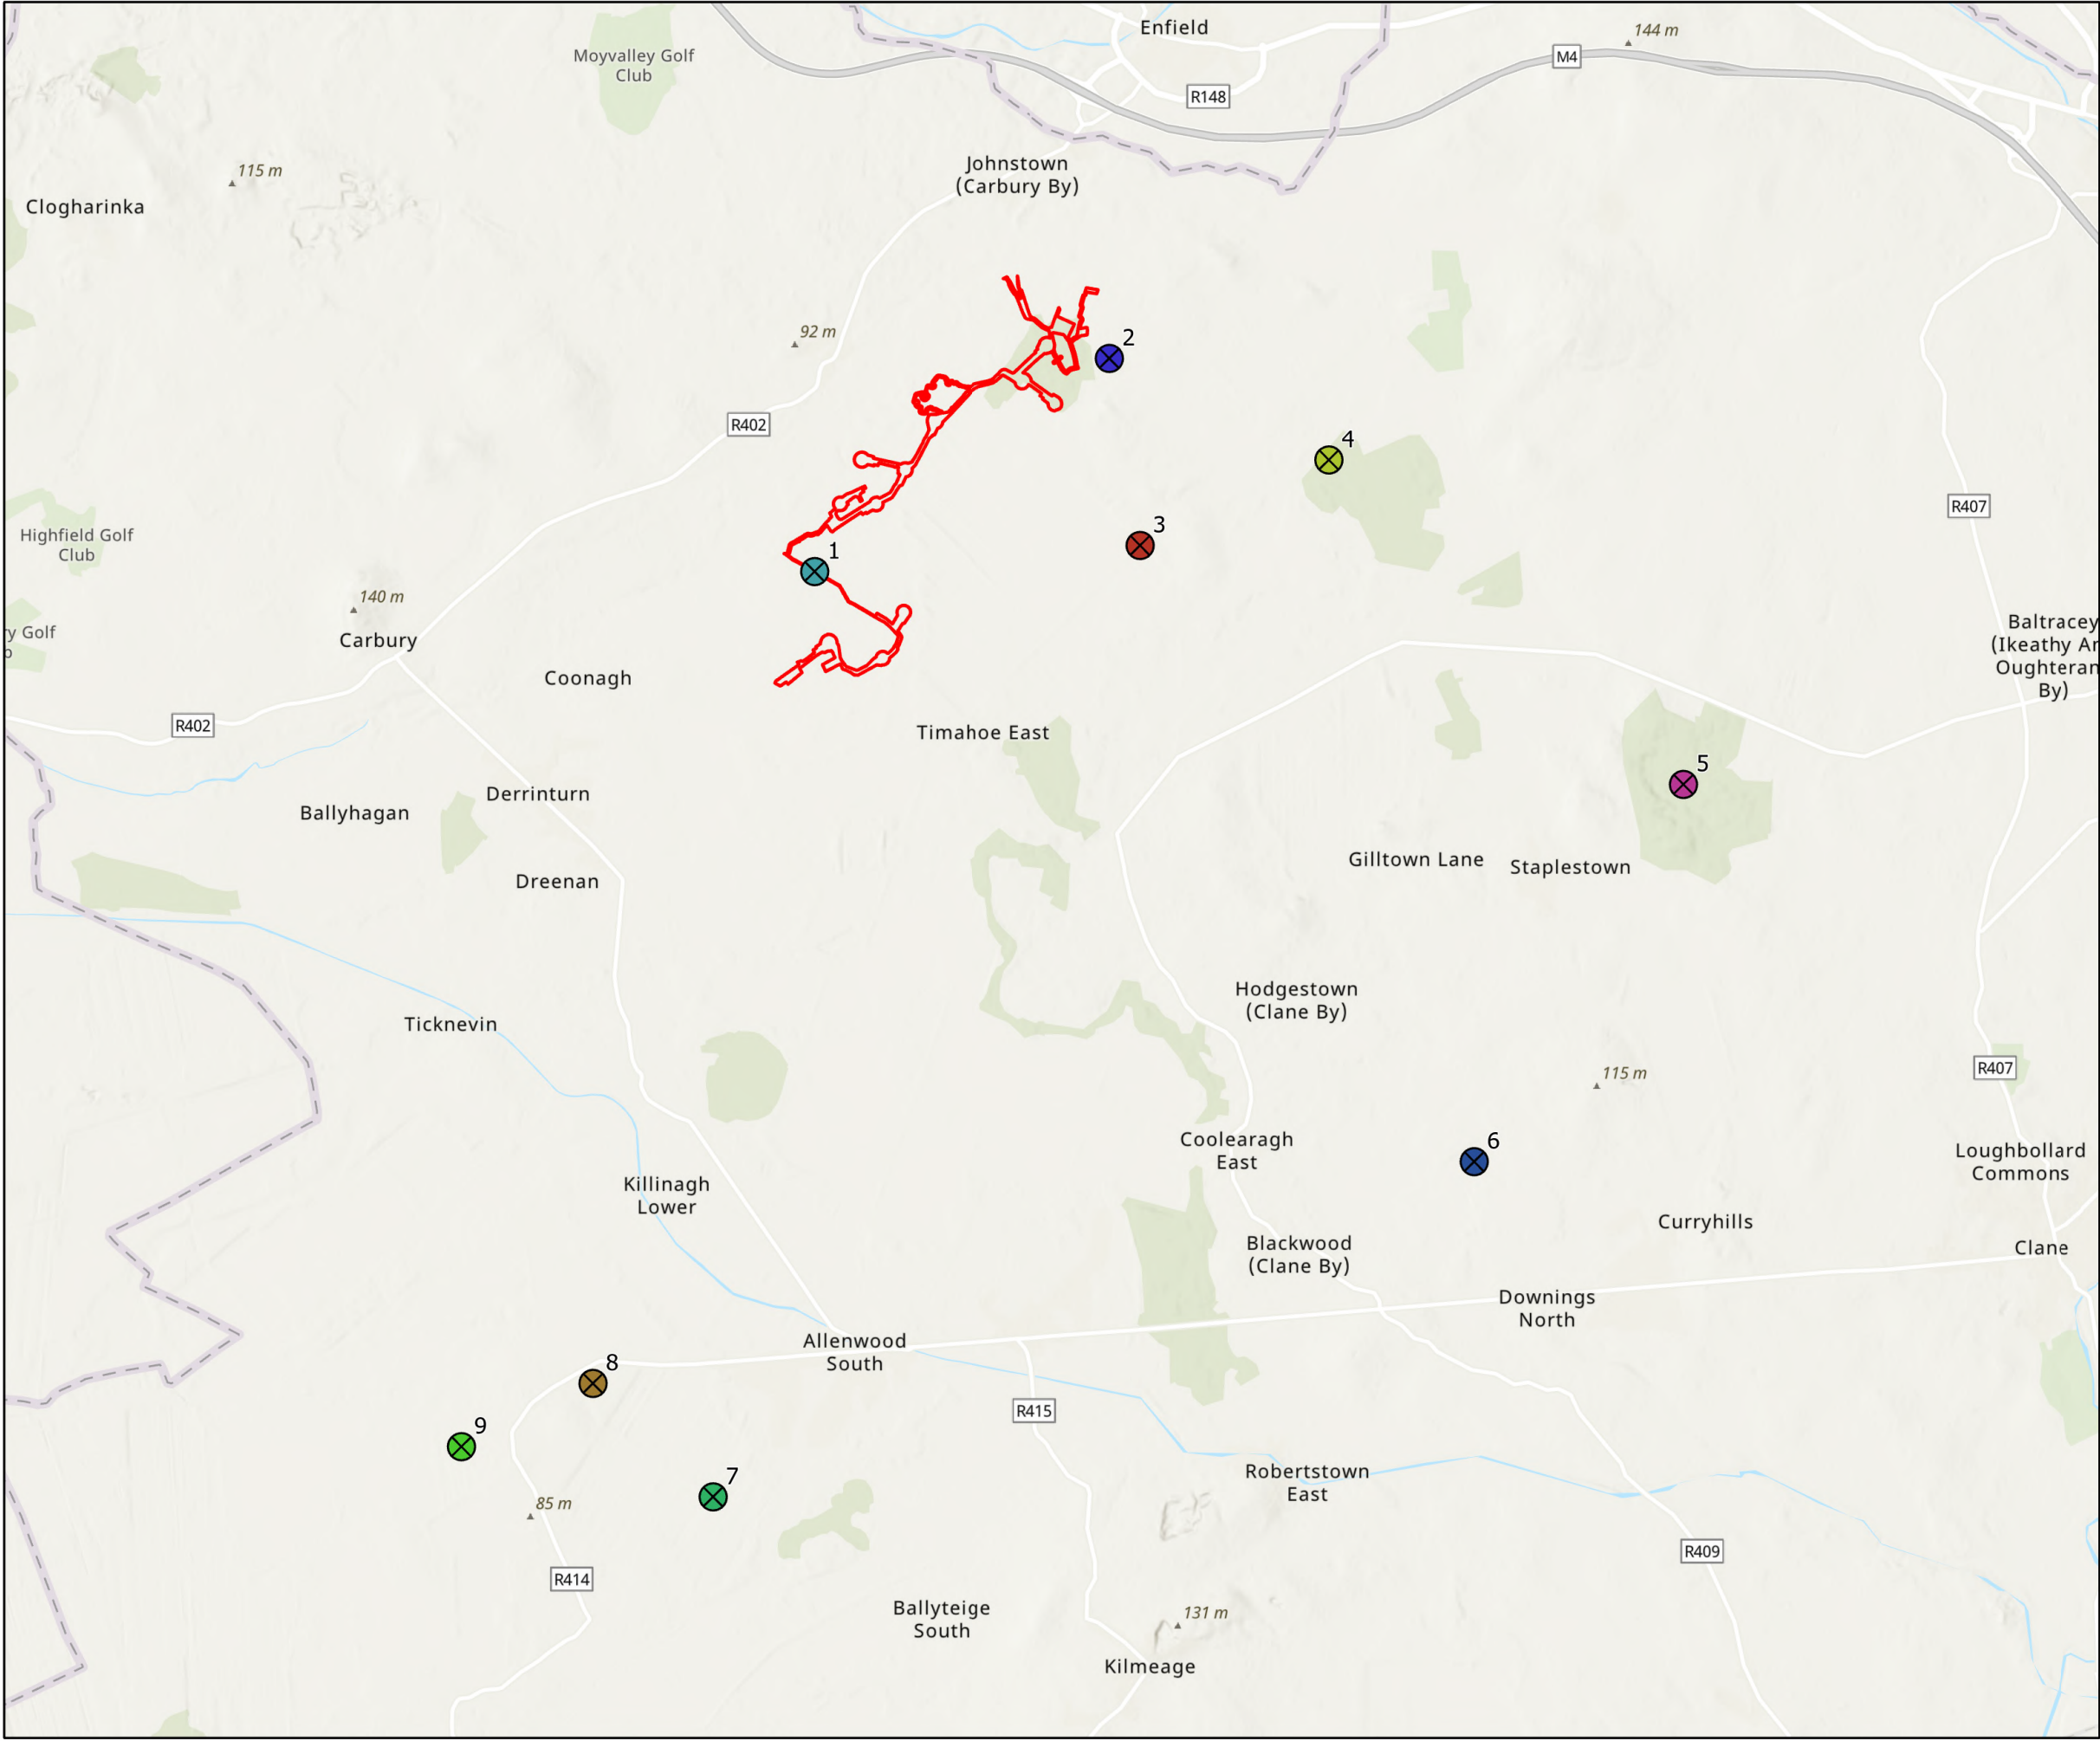 Enfield
144 m
Moyvalley Golf
Club
M4
R148
115 m
Johnstown
(Carbury By)
Clogharinka
92 m
2
R402
4
R407
3
Highfield Golf
Club
1
140 m
ry Golf
b
Carbury
Baltracey
(Ikeathy An
Oughteran
By)
Coonagh
R402
Timahoe East
5
Derrinturn
Ballyhagan
Gilltown Lane
Staplestown
Dreenan
Hodgestown
(Clane By)
Ticknevin
115 m
R407
6
Coolearagh
East
Loughbollard
Commons
Killinagh
Lower
Curryhills
Blackwood
(Clane By)
Clane
Downings
North
Allenwood
South
8
R415
9
7
Robertstown
East
85 m
R409
R414
Ballyteige
South
131 m
Kilmeage